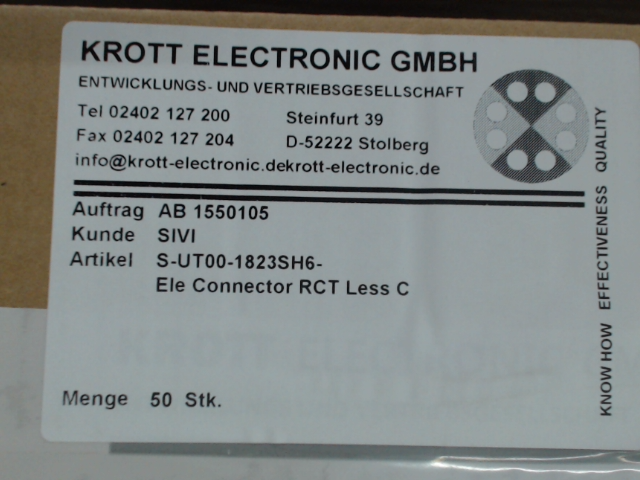 KROTT ELECTRONIC GMBH
ENTWICKLUNGS- UND VERTRIEBSGESELLSCHAFT
Tel 02402 127 200 Steinfurt 39
Fax 02402 127 204 D-52222 Stolberg
info@krott-electronic.dekrott-electronic.de
Auftrag AB 1550105
Kunde SIVI
Artikel S-UT00-1823SH6-
Ele Connector RCT Less C
Menge 50 Stk.
KNOW HOW EFFECTIVENESS QUALITY